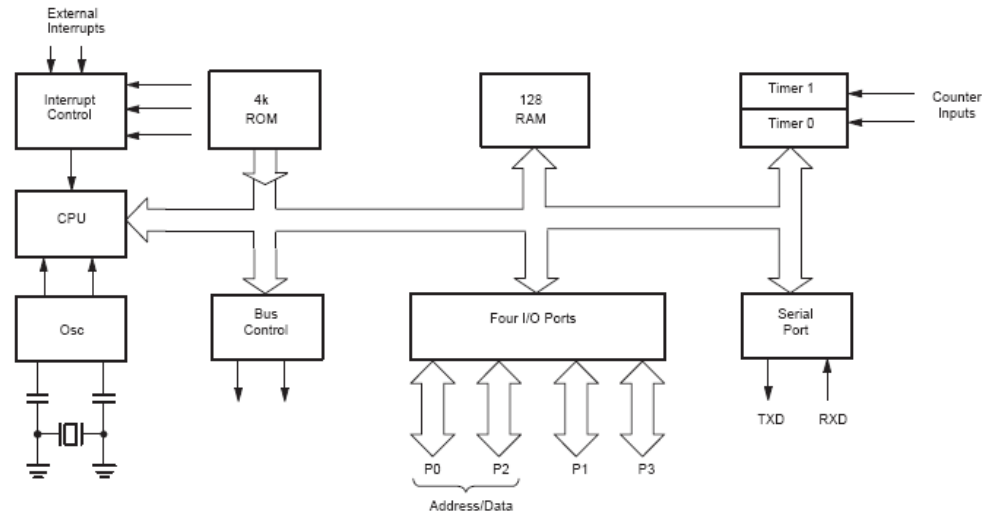 External
Interrupts
Interrupt
Control
4k
ROM
128
RAM
Timer 1
Timer 0
Counter
Inputs
CPU
Osc
Bus
Control
Four I/O Ports
Serial
Port
TXD
RXD
P0
P2
P1
P3
Address/Data